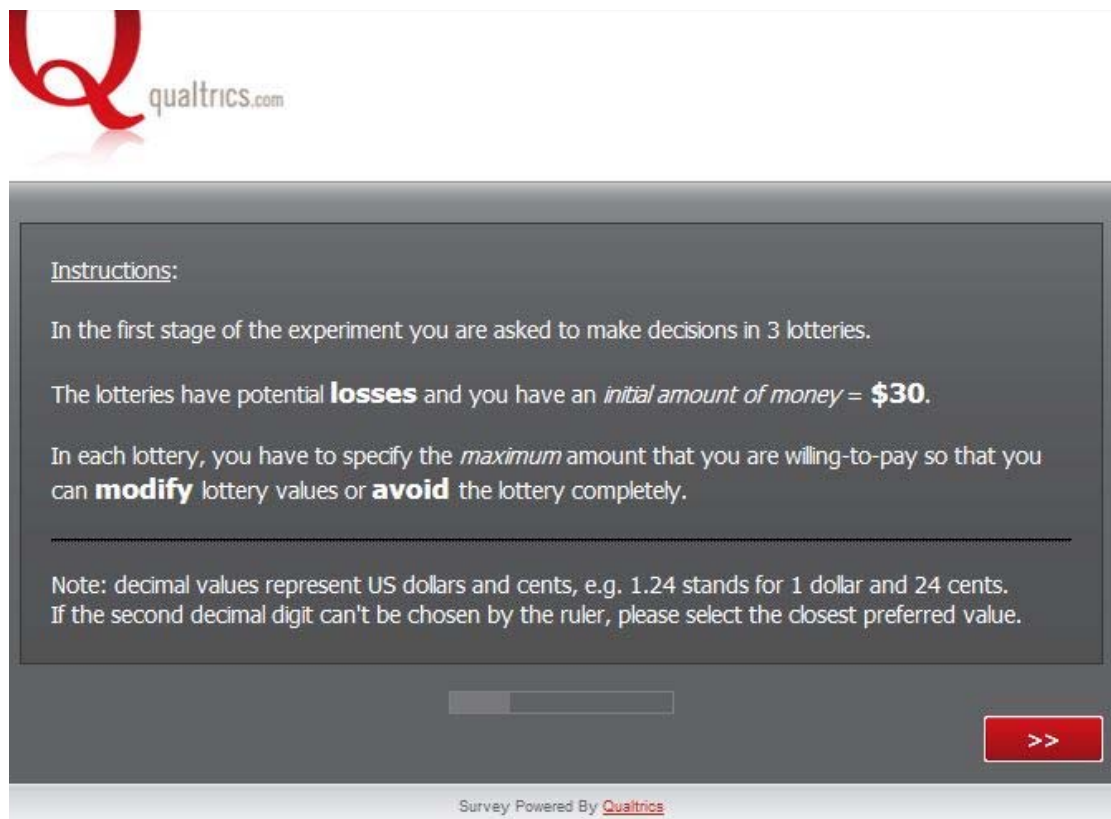 Q
qualtrics.com
Instructions:
In the first stage of the experiment you are asked to make decisions in 3 lotteries.
The lotteries have potential losses and you have an initial amount of money = $30.
In each lottery, you have to specify the maximum amount that you are willing-to-pay so that you
can modify lottery values or avoid the lottery completely.
Note: decimal values represent US dollars and cents, e.g. 1.24 stands for 1 dollar and 24 cents.
If the second decimal digit can't be chosen by the ruler, please select the closest preferred value.
>>
Survey Powered By Qualtrics